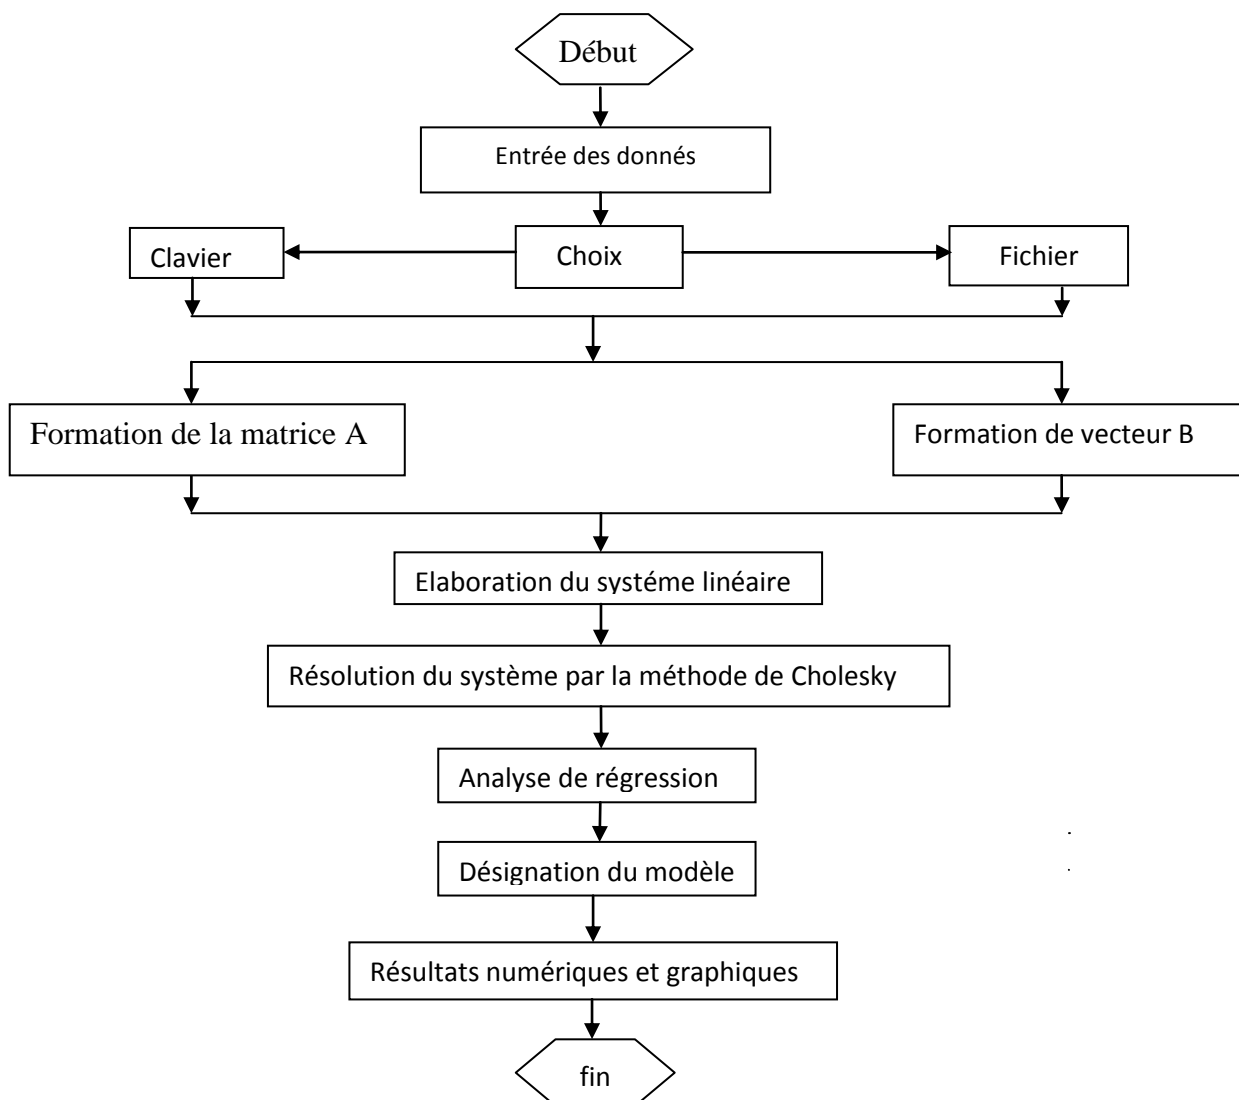 Début
Entrée des donnés
Clavier
Choix
Fichier
Formation de la matrice A
Formation de vecteur B
Elaboration du systéme linéaire
Résolution du système par la méthode de Cholesky
Analyse de régression
Désignation du modèle
Résultats numériques et graphiques
fin